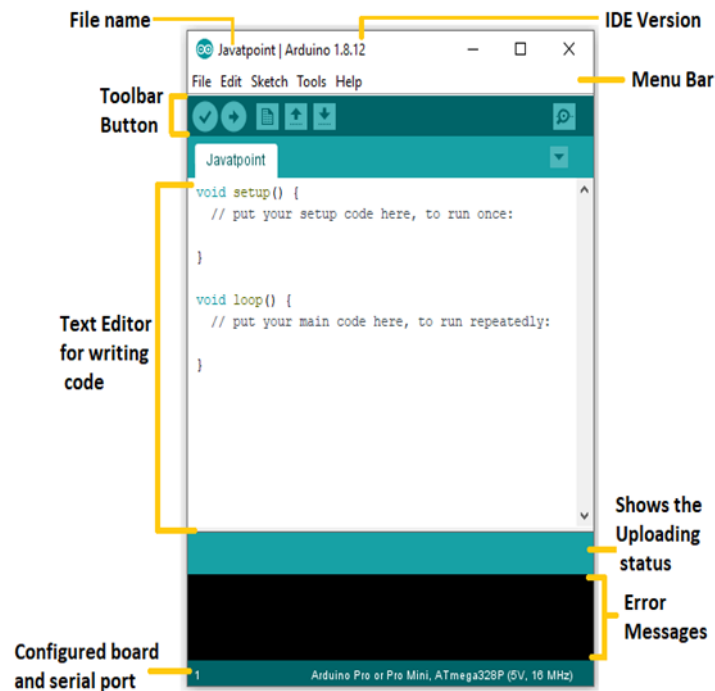 File name
IDE Version
Javatpoint | Arduino 1.8.12
File Edit Sketch Tools Help
Menu Bar
Toolbar
Button
Javatpoint
void setup() {
// put your setup code here, to run once:
}
void loop() {
// put your main code here, to run repeatedly:
}
Text Editor
for writing
code
Shows the
Uploading
status
Error
Messages
Configured board
and serial port
1
Arduino Pro or Pro Mini, ATmega328P (5V, 16 MHz)